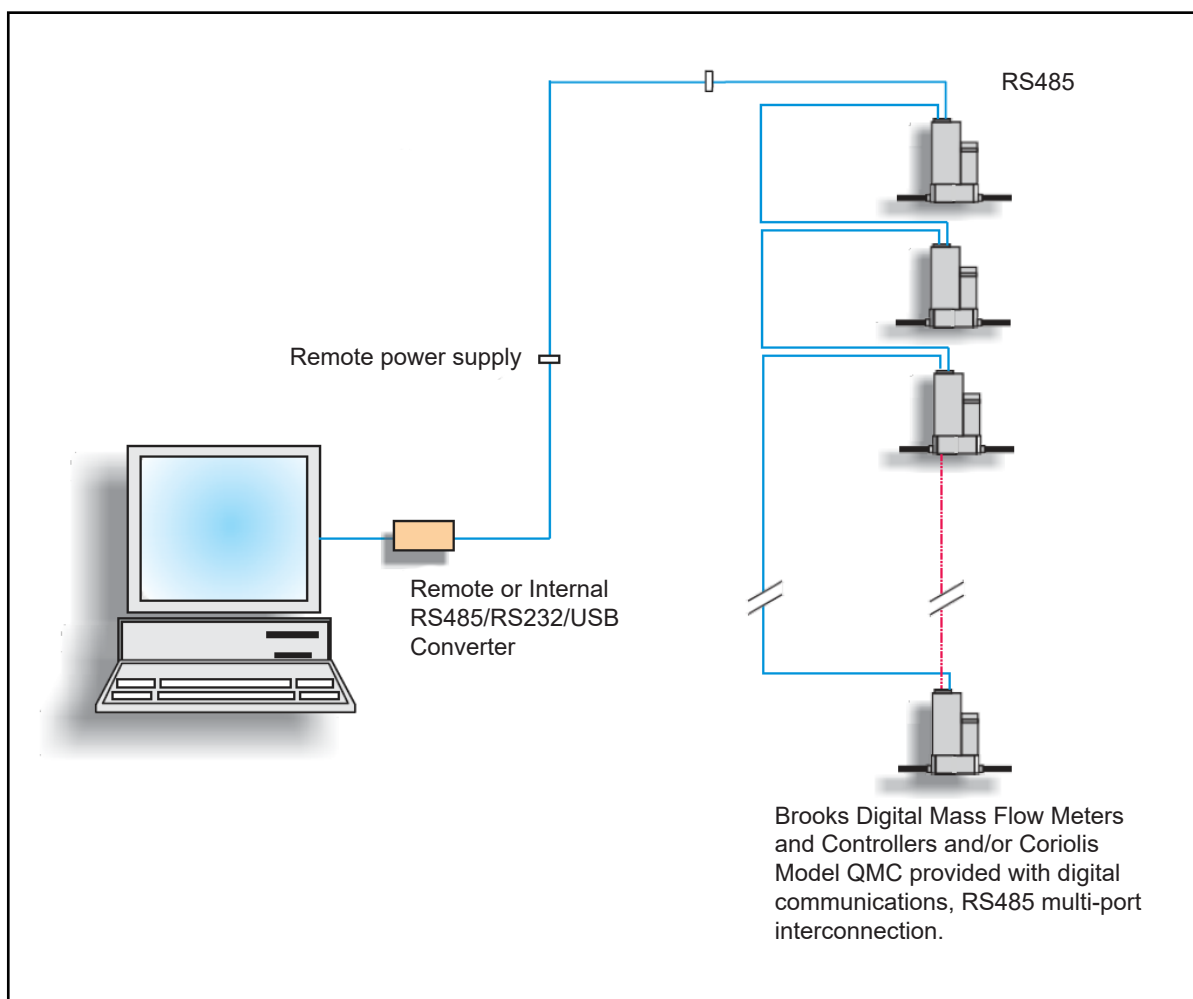 RS485
Remote power supply
Remote or Internal
RS485/RS232/USB
Converter
Brooks Digital Mass Flow Meters
and Controllers and/or Coriolis
Model QMC provided with digital
communications, RS485 multi-port
interconnection.